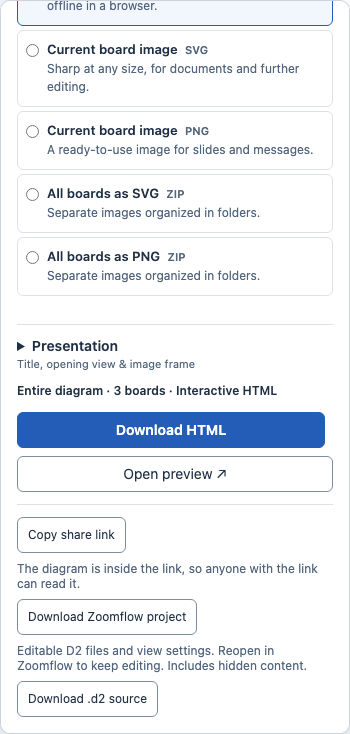 offline in a browser.
Current board image SVG
Sharp at any size, for documents and further
editing.
Current board image PNG
A ready-to-use image for slides and messages.
All boards as SVG ZIP
Separate images organized in folders.
All boards as PNG ZIP
Separate images organized in folders.
▶ Presentation
Title, opening view & image frame
Entire diagram · 3 boards · Interactive HTML
Download HTML
Open preview ↗
Copy share link
The diagram is inside the link, so anyone with the link
can read it.
Download Zoomflow project
Editable D2 files and view settings. Reopen in
Zoomflow to keep editing. Includes hidden content.
Download .d2 source